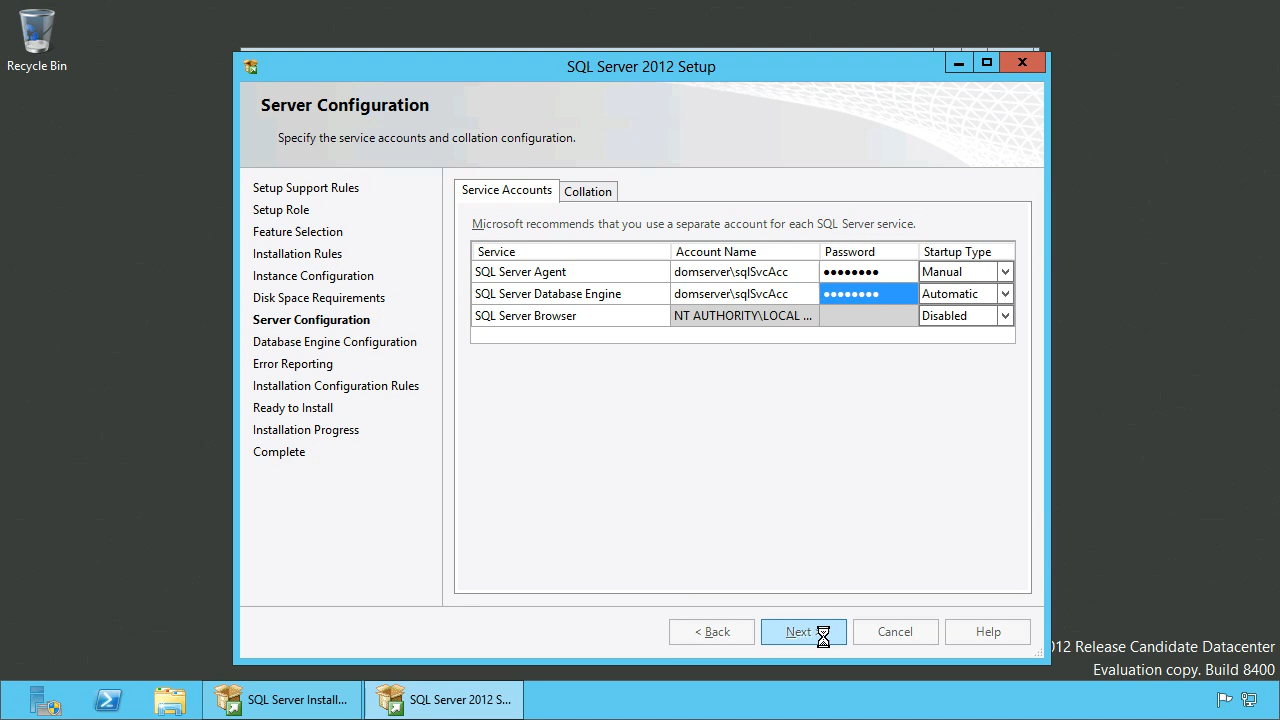 Recycle Bin
SQL Server 2012 Setup
Server Configuration
Specify the service accounts and collation configuration.
Setup Support Rules
Setup Role
Feature Selection
Installation Rules
Instance Configuration
Disk Space Requirements
Server Configuration
Database Engine Configuration
Error Reporting
Installation Configuration Rules
Ready to Install
Installation Progress
Complete
Service Accounts Collation
Microsoft recommends that you use a separate account for each SQL Server service.
Service Account Name Password Startup Type
SQL Server Agent domserver\sqlSvcAcc ●●●●●●●● Manual
SQL Server Database Engine domserver\sqlSvcAcc ●●●●●●●● Automatic
SQL Server Browser NT AUTHORITY\LOCAL ... Disabled
< Back Next Cancel Help
012 Release Candidate Datacenter
Evaluation copy. Build 8400
SQL Server Install... SQL Server 2012 S...